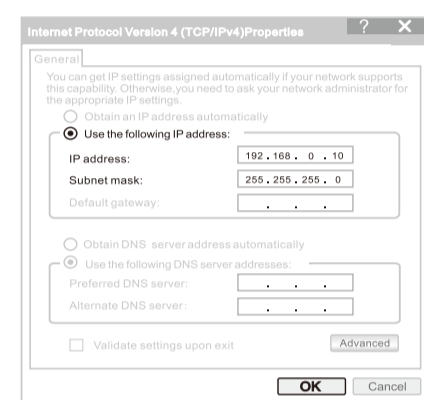 Internet Protocol Version 4 (TCP/IPv4)Properties ? X
General
You can get IP settings assigned automatically if your network supports
this capability. Otherwise,you need to ask your network administrator for
the appropriate IP settings.
Obtain an IP address automatically
Use the following IP address:
IP address: 192 . 168 . 0 . 10
Subnet mask: 255 . 255 . 255 . 0
Default gateway: . . .
Obtain DNS server address automatically
Use the following DNS server addresses:
Preferred DNS server: . . .
Alternate DNS server: . . .
Validate settings upon exit Advanced
OK Cancel